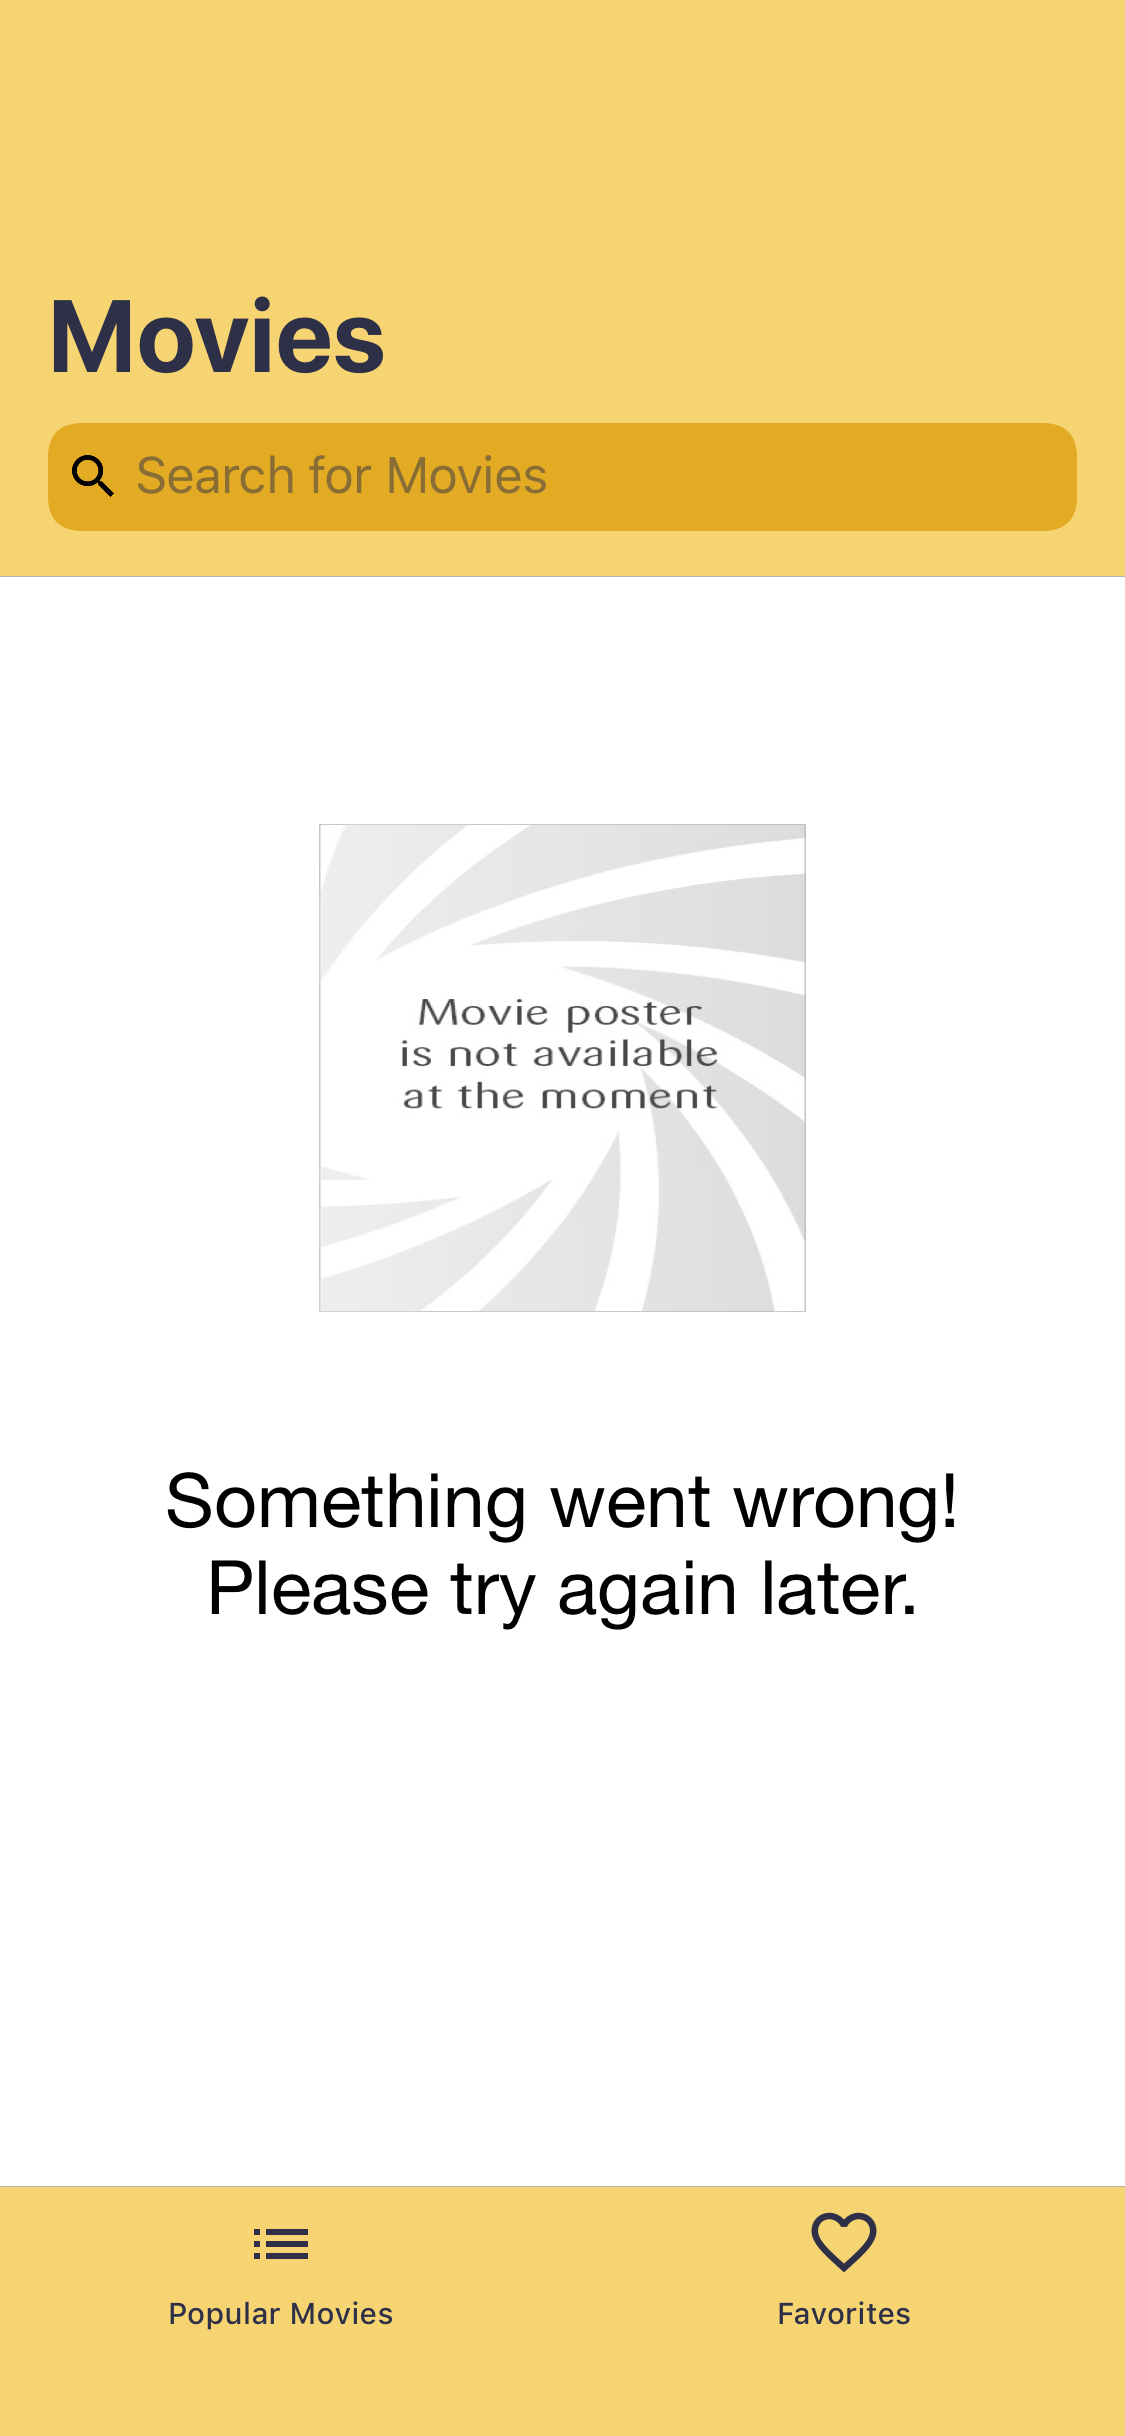 Movies
Search for Movies
Movie poster
is not available
at the moment
Something went wrong!
Please try again later.
Popular Movies
Favorites